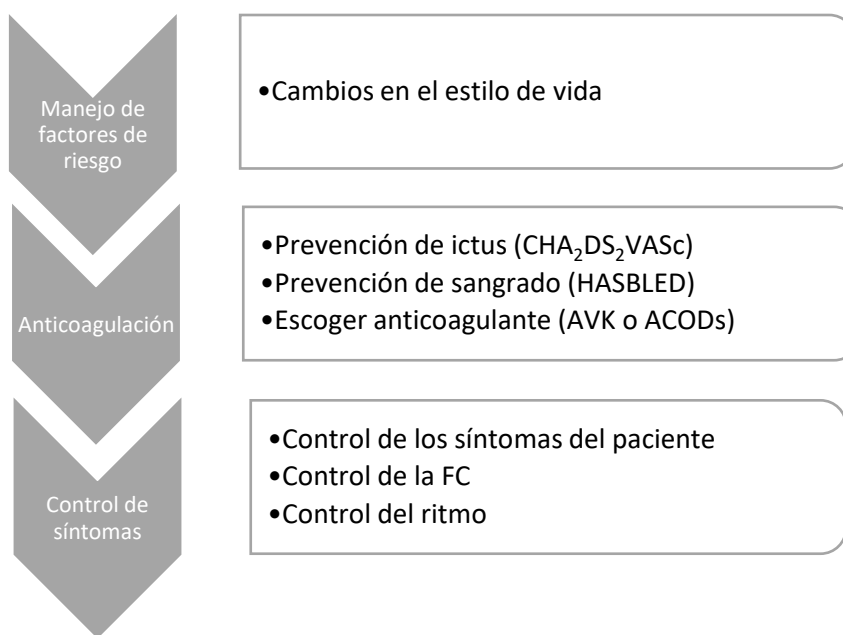 Manejo de
factores de
riesgo
•Cambios en el estilo de vida
Anticoagulación
•Prevención de ictus (CHA₂DS₂VASc)
•Prevención de sangrado (HASBLED)
•Escoger anticoagulante (AVK o ACODs)
Control de
síntomas
•Control de los síntomas del paciente
•Control de la FC
•Control del ritmo